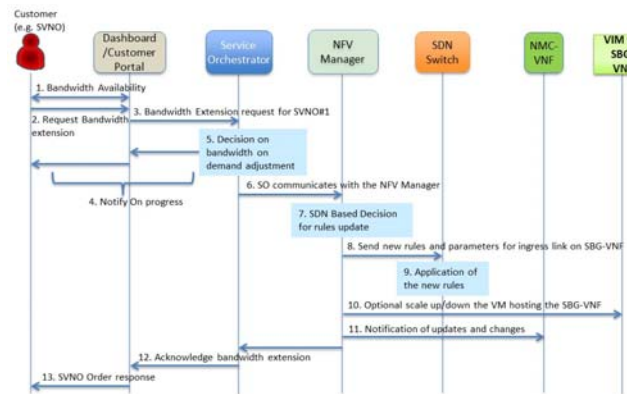 Customer
(e.g. SVNO)
Dashboard
/Customer
Portal
Service
Orchestrator
NFV
Manager
SDN
Switch
NMC-
VNF
VIM
SBG-
VN
1. Bandwidth Availability
2. Request Bandwidth
extension
3. Bandwidth Extension request for SVNO#1
5. Decision on
bandwidth on
demand adjustment
4. Notify On progress
6. SO communicates with the NFV Manager
7. SDN Based Decision
for rules update
8. Send new rules and parameters for ingress link on SBG-VNF
9. Application of
the new rules
10. Optional scale up/down the VM hosting the SBG-VNF
11. Notification of updates and changes
12. Acknowledge bandwidth extension
13. SVNO Order response